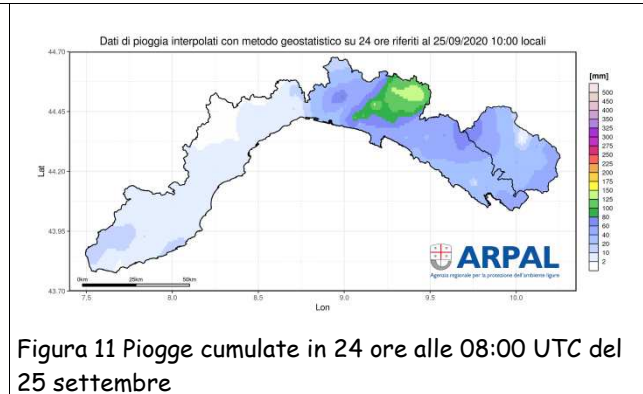 Dati di pioggia interpolati con metodo geostatistico su 24 ore riferiti al 25/09/2020 10:00 locali
44.70
44.45
44.20
43.95
43.70
Lat
7.5
8.0
8.5
9.0
9.5
10.0
Lon
0km
25km
50km
ARPAL
Agenzia regionale per la protezione dell'ambiente ligure
[mm]
500
450
400
350
325
300
275
250
225
200
175
150
125
100
80
60
40
20
10
2
Figura 11 Piogge cumulate in 24 ore alle 08:00 UTC del
25 settembre